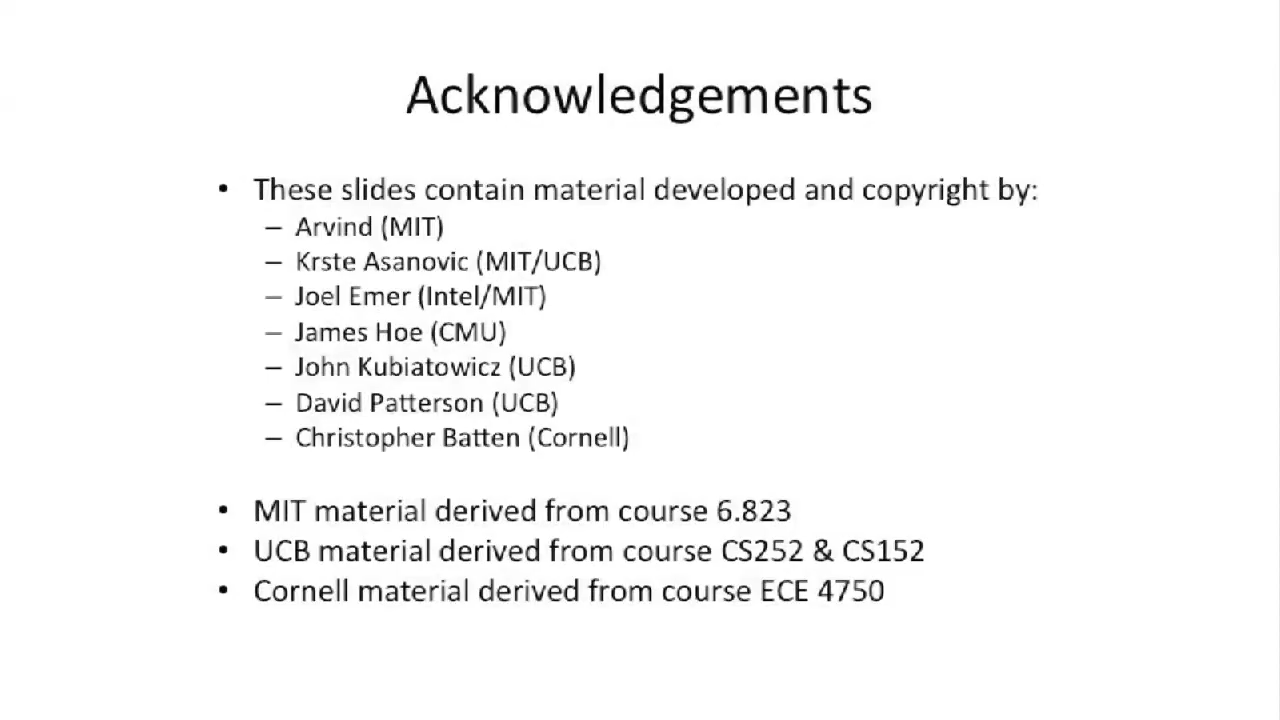 Acknowledgements
• These slides contain material developed and copyright by:
– Arvind (MIT)
– Krste Asanovic (MIT/UCB)
– Joel Emer (Intel/MIT)
– James Hoe (CMU)
– John Kubiatowicz (UCB)
– David Patterson (UCB)
– Christopher Batten (Cornell)
• MIT material derived from course 6.823
• UCB material derived from course CS252 & CS152
• Cornell material derived from course ECE 4750